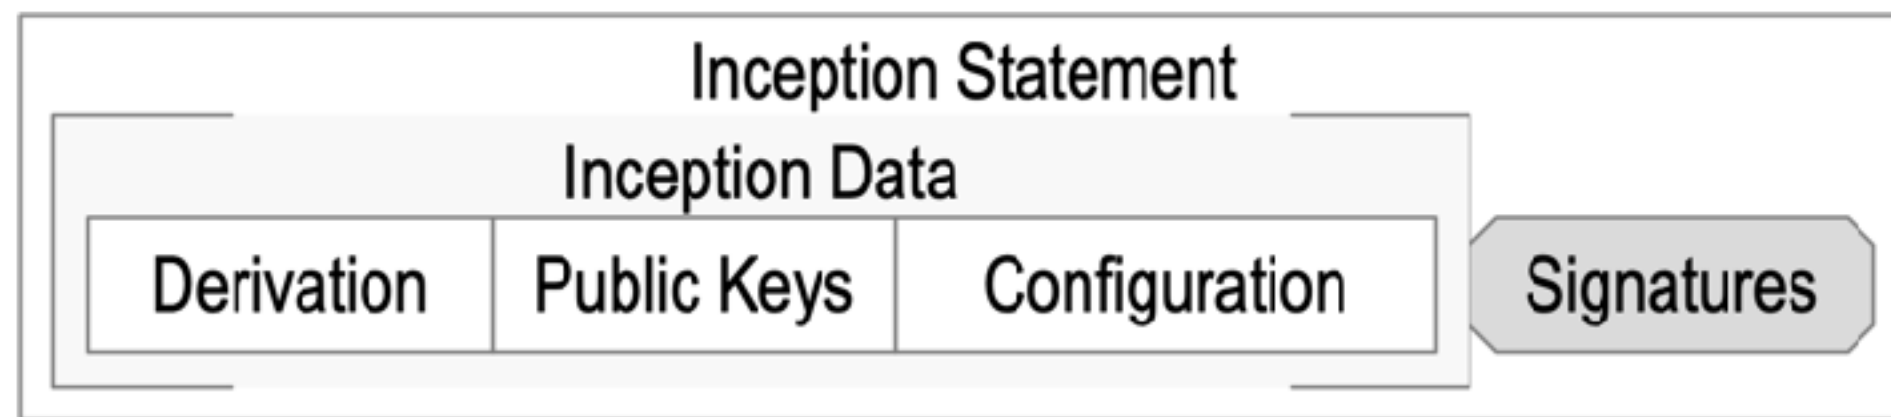 Inception Statement
Inception Data
Derivation Public Keys Configuration Signatures